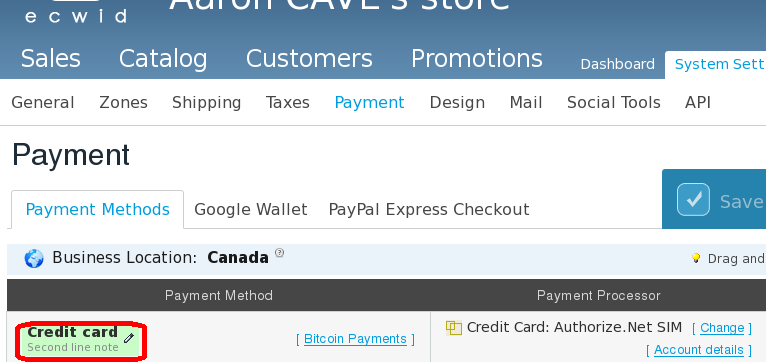 Aaron CAVE's store
ecwid
Sales Catalog Customers Promotions Dashboard System Sett
General Zones Shipping Taxes Payment Design Mail Social Tools API
Payment
Payment Methods Google Wallet PayPal Express Checkout Save
Business Location: Canada ? Drag and
Payment Method Payment Processor
Credit card [ Bitcoin Payments ] Credit Card: Authorize.Net SIM [ Change ]
Second line note [ Account details ]